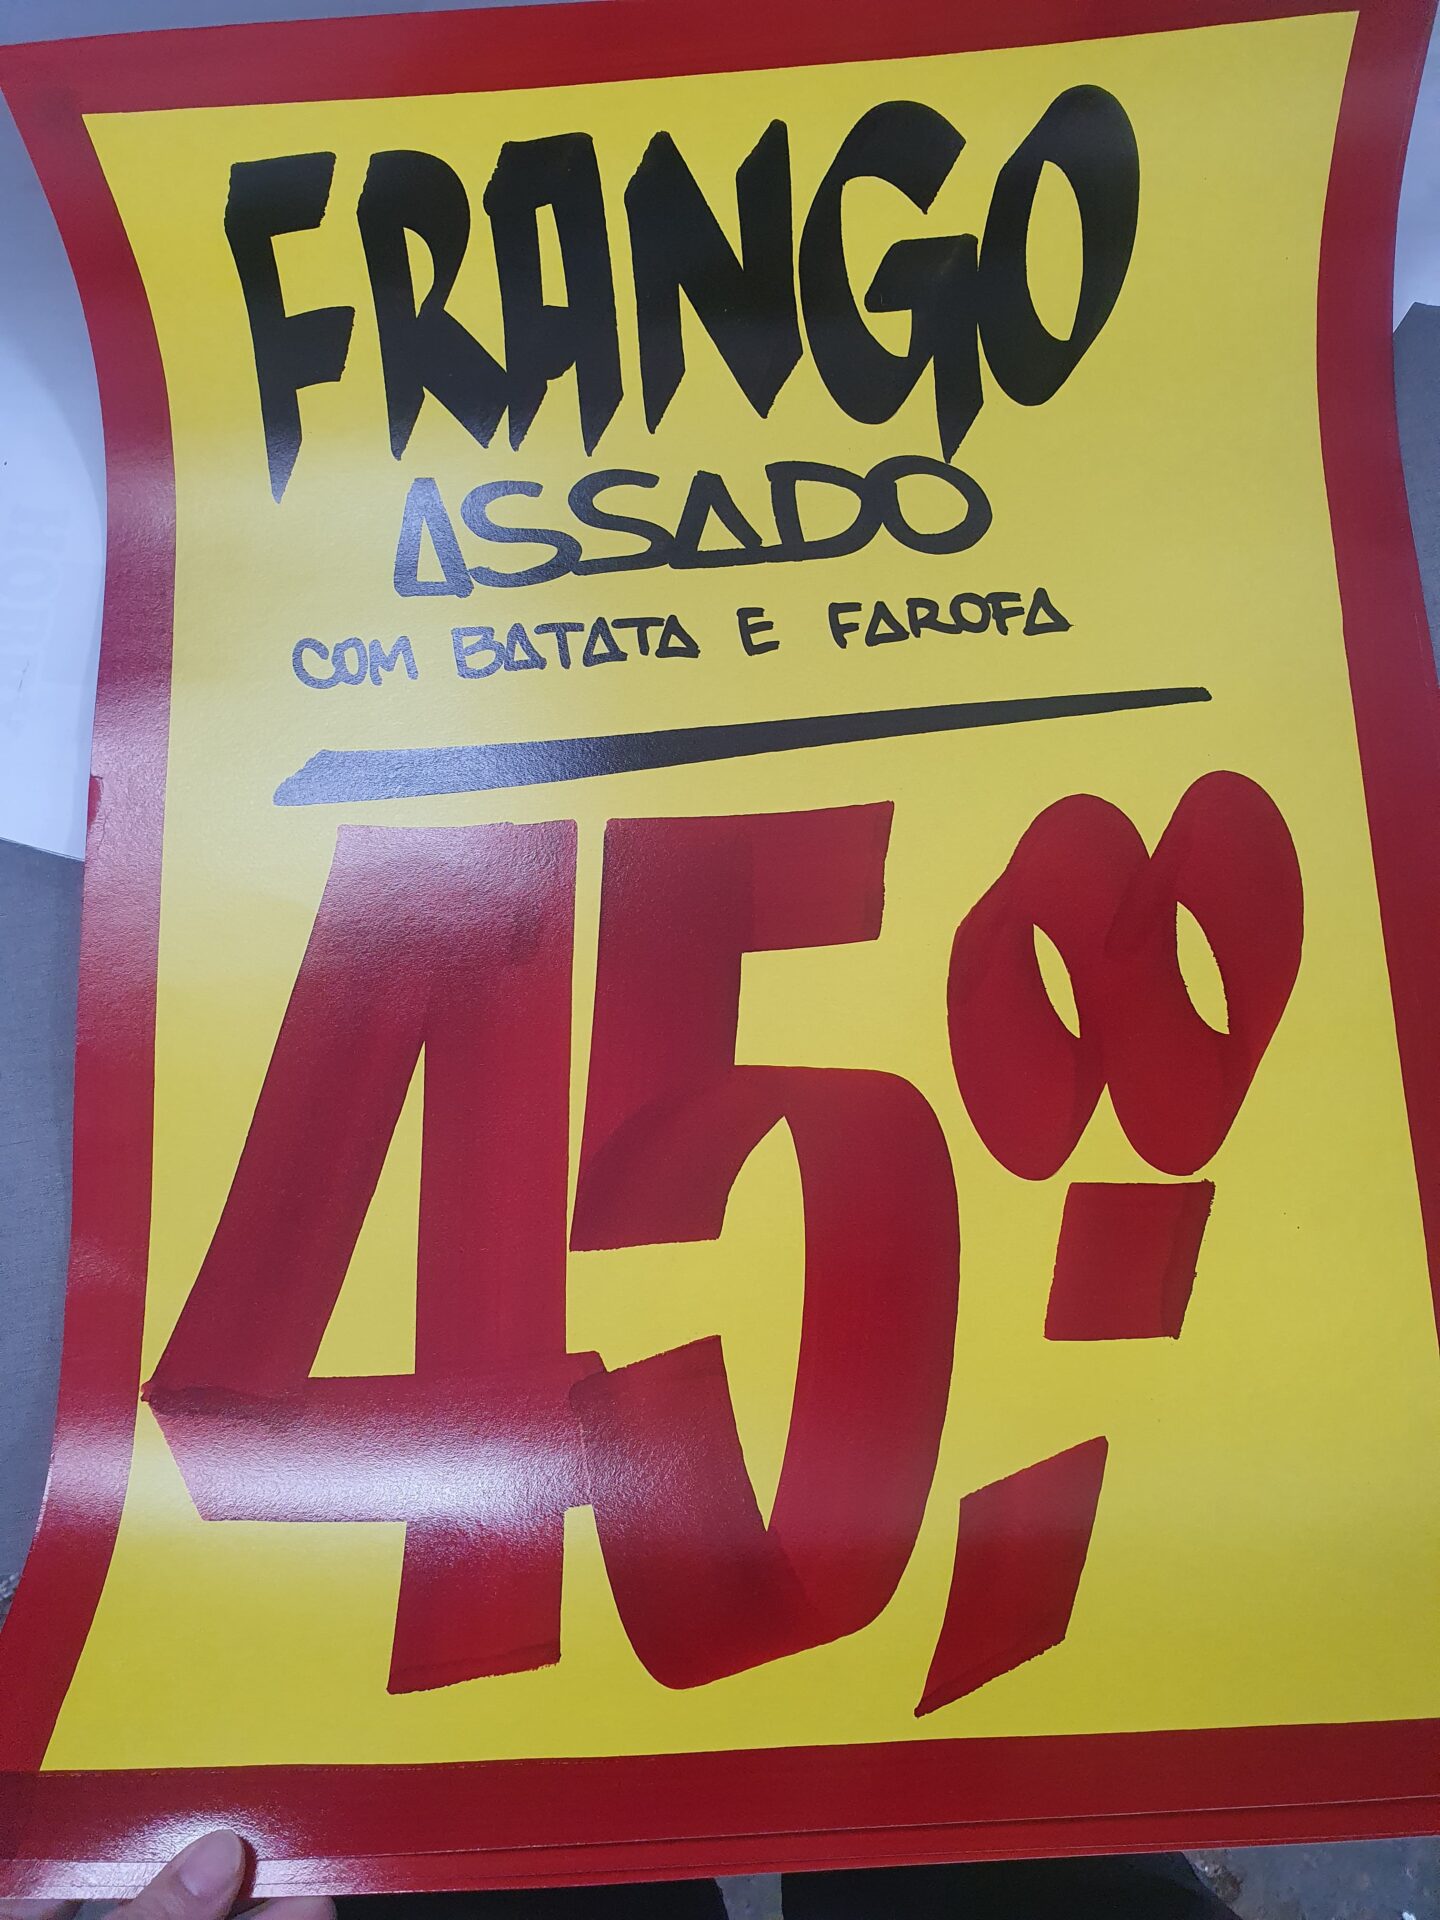 FRANGO
ASSADO
COM BATATA E FAROFA
45,00